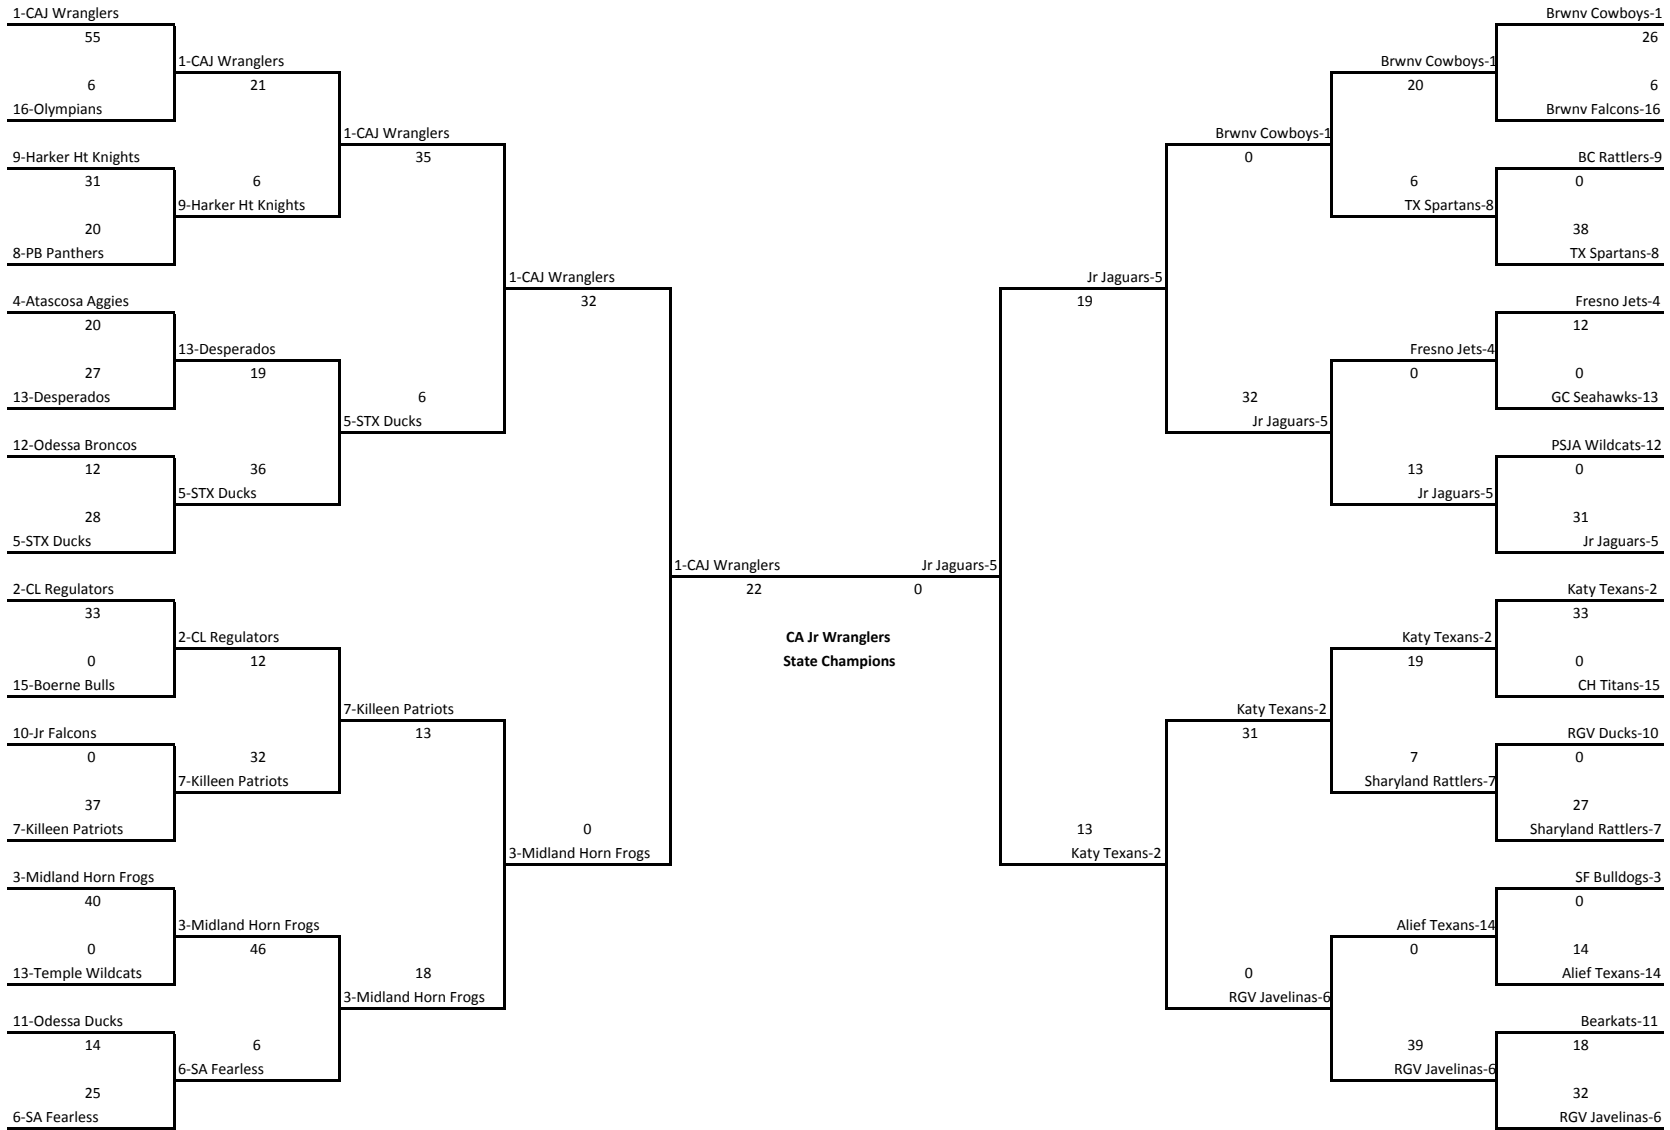 1-CAJ Wranglers
55
6
16-Olympians
9-Harker Ht Knights
31
20
8-PB Panthers
4-Atascosa Aggies
20
27
13-Desperados
12-Odessa Broncos
12
28
5-STX Ducks
2-CL Regulators
33
0
15-Boerne Bulls
10-Jr Falcons
0
37
7-Killeen Patriots
3-Midland Horn Frogs
40
0
13-Temple Wildcats
11-Odessa Ducks
14
25
6-SA Fearless
1-CAJ Wranglers
21
6
9-Harker Ht Knights
13-Desperados
19
36
5-STX Ducks
2-CL Regulators
12
32
7-Killeen Patriots
3-Midland Horn Frogs
46
6
6-SA Fearless
1-CAJ Wranglers
35
6
5-STX Ducks
7-Killeen Patriots
13
18
3-Midland Horn Frogs
1-CAJ Wranglers
32
0
3-Midland Horn Frogs
1-CAJ Wranglers
22
Jr Jaguars-5
0
CA Jr Wranglers
State Champions
Jr Jaguars-5
19
13
Katy Texans-2
Brwnv Cowboys-1
0
32
Jr Jaguars-5
Katy Texans-2
31
0
RGV Javelinas-6
Brwnv Cowboys-1
20
6
TX Spartans-8
Fresno Jets-4
0
13
Jr Jaguars-5
Katy Texans-2
19
7
Sharyland Rattlers-7
Alief Texans-14
0
39
RGV Javelinas-6
Brwnv Cowboys-1
26
6
Brwnv Falcons-16
BC Rattlers-9
0
38
TX Spartans-8
Fresno Jets-4
12
0
GC Seahawks-13
PSJA Wildcats-12
0
31
Jr Jaguars-5
Katy Texans-2
33
0
CH Titans-15
RGV Ducks-10
0
27
Sharyland Rattlers-7
SF Bulldogs-3
0
14
Alief Texans-14
Bearkats-11
18
32
RGV Javelinas-6